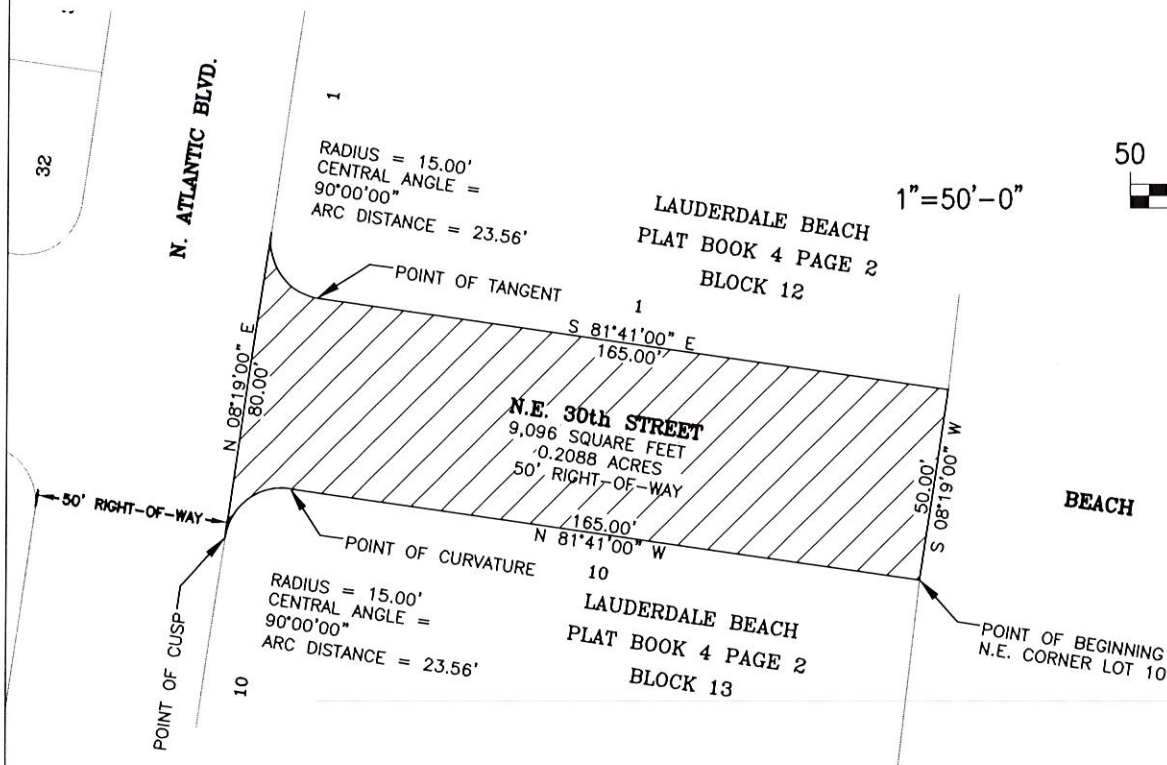 32
N. ATLANTIC BLVD.
1
RADIUS = 15.00'
CENTRAL ANGLE =
90°00'00"
ARC DISTANCE = 23.56'
LAUDERDALE BEACH
PLAT BOOK 4 PAGE 2
BLOCK 12
1"=50'-0"
50
POINT OF TANGENT
1
S 81°41'00" E
165.00'
N 08°19'00" E
80.00'
N.E. 30th STREET
9,096 SQUARE FEET
0.2088 ACRES
50' RIGHT-OF-WAY
50.00'
S 08°19'00" W
BEACH
50' RIGHT-OF-WAY
165.00'
N 81°41'00" W
POINT OF CURVATURE
10
RADIUS = 15.00'
CENTRAL ANGLE =
90°00'00"
ARC DISTANCE = 23.56'
LAUDERDALE BEACH
PLAT BOOK 4 PAGE 2
BLOCK 13
POINT OF BEGINNING
N.E. CORNER LOT 10
POINT OF CUSP
10